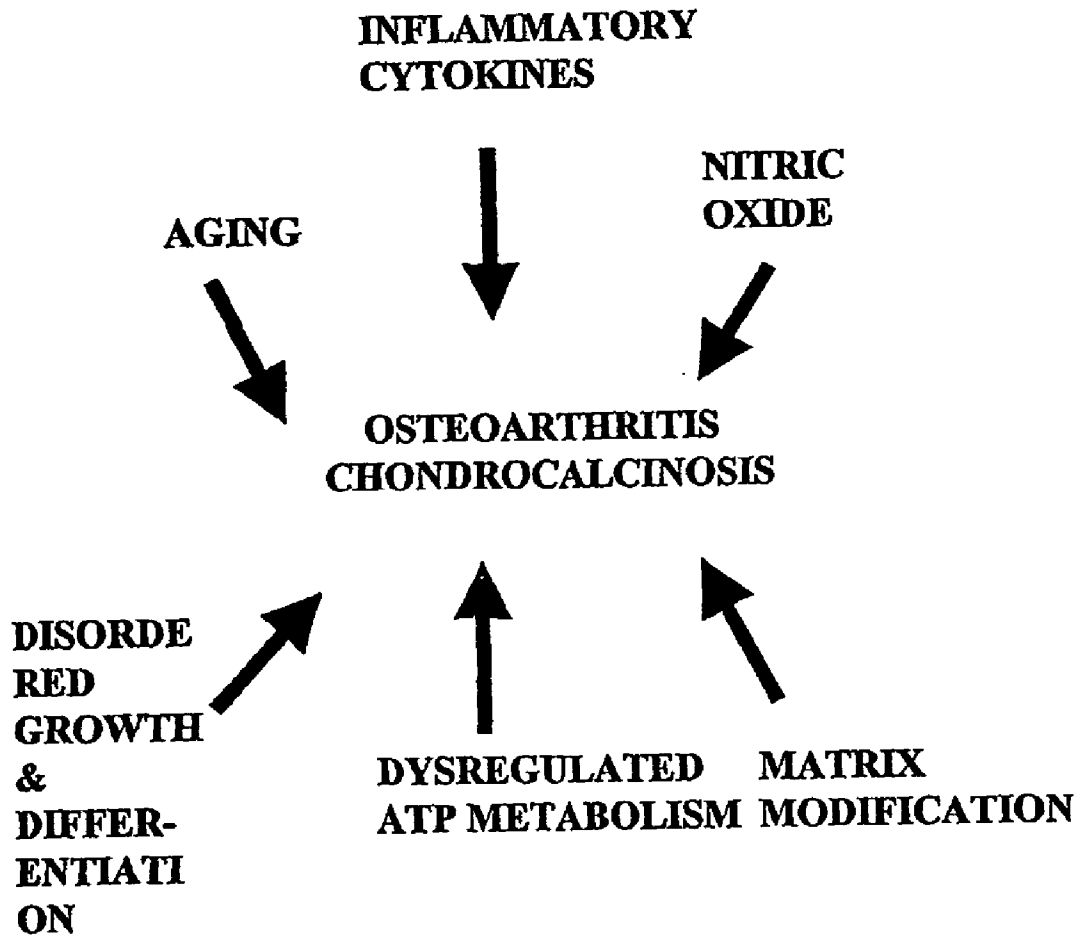 INFLAMMATORY
CYTOKINES
NITRIC
OXIDE
AGING
OSTEOARTHRITIS
CHONDROCALCINOSIS
DISORDE
RED
GROWTH
&
DIFFER-
ENTIATI
ON
DYSREGULATED
ATP METABOLISM
MATRIX
MODIFICATION